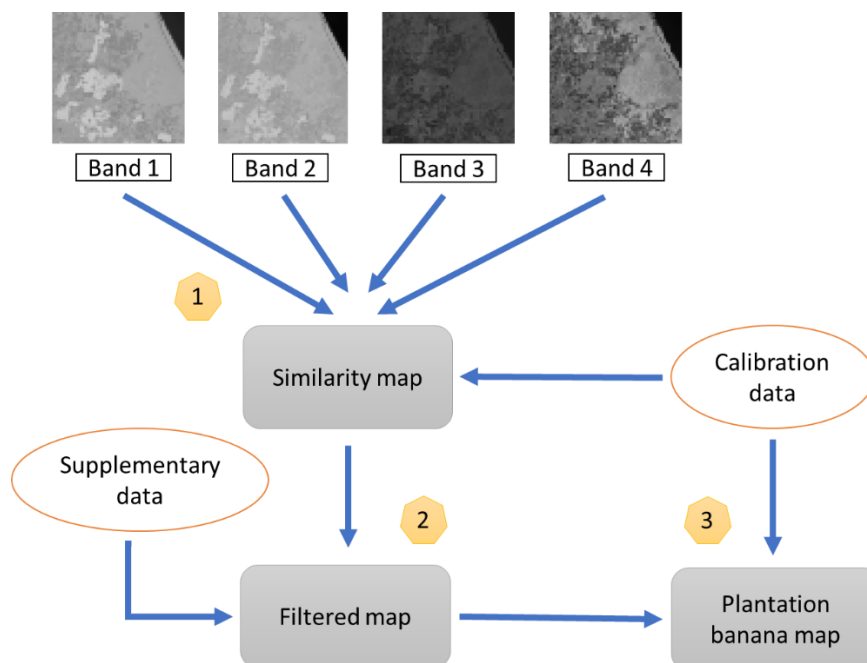 Band 1
Band 2
Band 3
Band 4
1
Similarity map
Calibration
data
Supplementary
data
2
3
Filtered map
Plantation
banana map